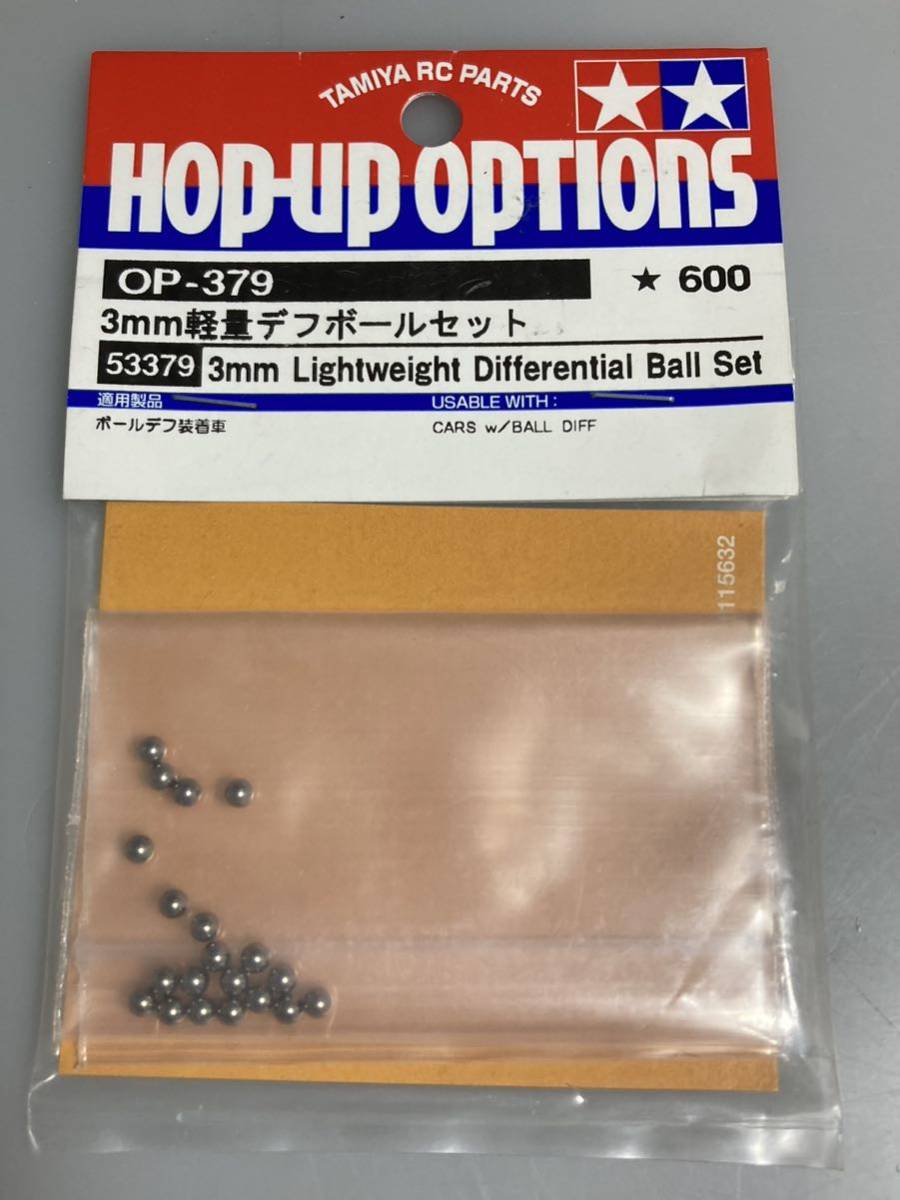 TAMIYA RC PARTS
HOP-UP OPTIONS
OP-379 ★ 600
3mm軽量デフボールセット
53379 3mm Lightweight Differential Ball Set
適用製品 USABLE WITH :
ボールデフ装着車 CARS w/BALL DIFF
115632